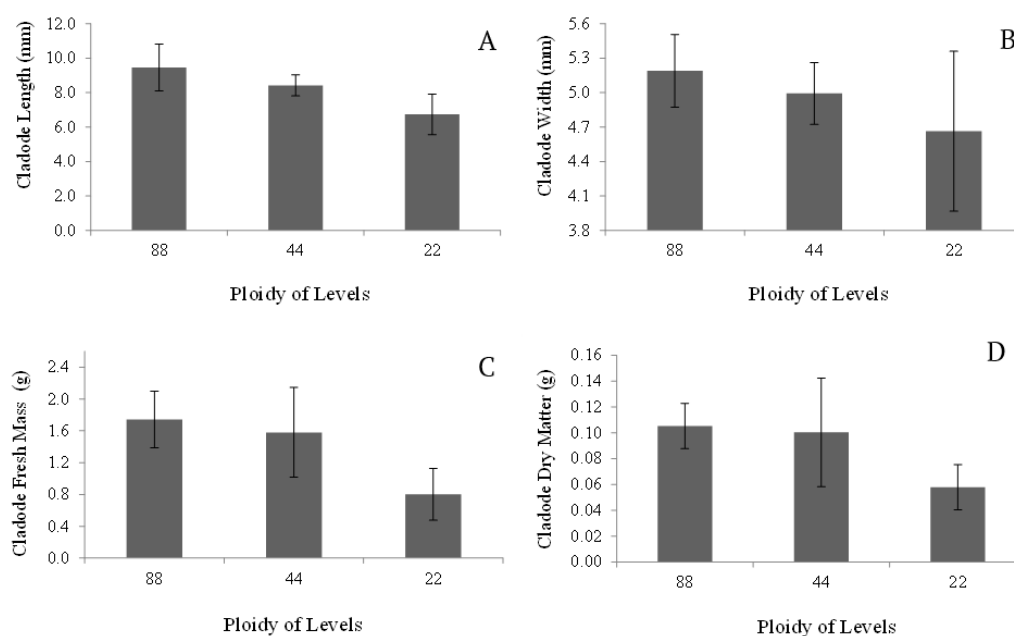 A
Cladode Length (mm)
12.0
10.0
8.0
6.0
4.0
2.0
0.0
88 44 22
Ploidy of Levels
B
Cladode Width (mm)
5.6
5.3
5.0
4.7
4.4
4.1
3.8
88 44 22
Ploidy of Levels
C
Cladode Fresh Mass (g)
2.4
2.0
1.6
1.2
0.8
0.4
0.0
88 44 22
Ploidy of Levels
D
Cladode Dry Matter (g)
0.16
0.14
0.12
0.10
0.08
0.06
0.04
0.02
0.00
88 44 22
Ploidy of Levels